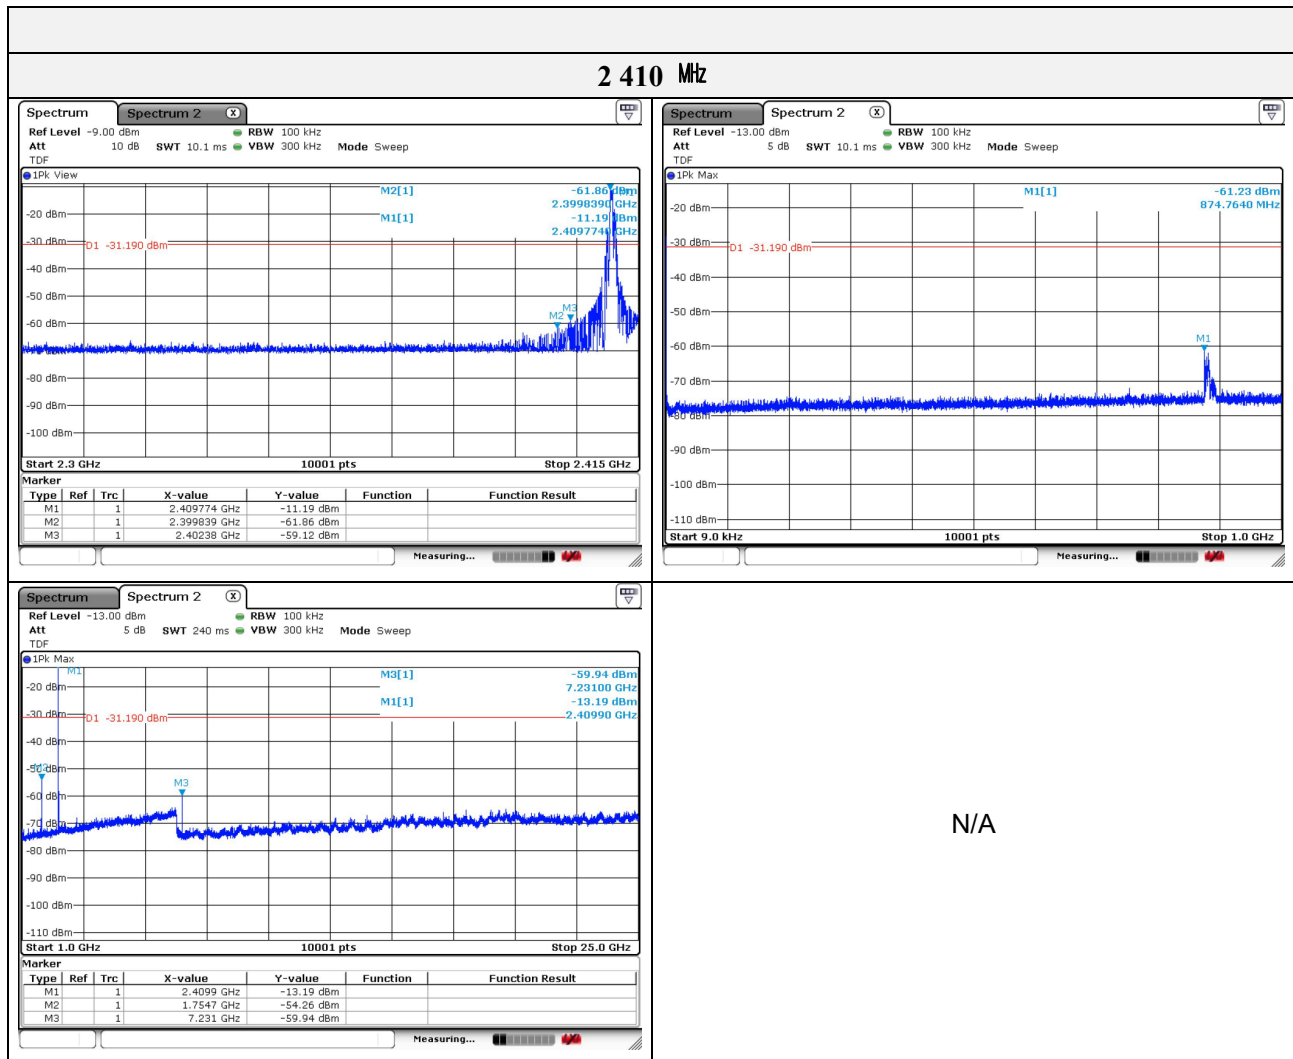 2 410 ㎒
Spectrum Spectrum 2 X
Ref Level -9.00 dBm RBW 100 kHz
Att 10 dB SWT 10.1 ms VBW 300 kHz Mode Sweep
TDF
1Pk View
M2[1] -61.86 dBm
2.3998390 GHz
-20 dBm
M1[1] -11.19 dBm
2.4097740 GHz
-30 dBm
D1 -31.190 dBm
-40 dBm
-50 dBm
M2 M3
-60 dBm
-80 dBm
-90 dBm
-100 dBm
Start 2.3 GHz 10001 pts Stop 2.415 GHz
Marker
Type Ref Trc X-value Y-value Function Function Result
M1 1 2.409774 GHz -11.19 dBm
M2 1 2.399839 GHz -61.86 dBm
M3 1 2.40238 GHz -59.12 dBm
Measuring...
Spectrum Spectrum 2 X
Ref Level -13.00 dBm RBW 100 kHz
Att 5 dB SWT 10.1 ms VBW 300 kHz Mode Sweep
TDF
1Pk Max
M1[1] -61.23 dBm
874.7640 MHz
-20 dBm
-30 dBm
D1 -31.190 dBm
-40 dBm
-50 dBm
-60 dBm
M1
-70 dBm
-80 dBm
-90 dBm
-100 dBm
-110 dBm
Start 9.0 kHz 10001 pts Stop 1.0 GHz
Measuring...
Spectrum Spectrum 2 X
Ref Level -13.00 dBm RBW 100 kHz
Att 5 dB SWT 240 ms VBW 300 kHz Mode Sweep
TDF
1Pk Max
M1
M3[1] -59.94 dBm
7.23100 GHz
-20 dBm
M1[1] -13.19 dBm
2.40990 GHz
-30 dBm
D1 -31.190 dBm
-40 dBm
-50 dBm
M2
M3
-60 dBm
-70 dBm
-80 dBm
-90 dBm
-100 dBm
-110 dBm
Start 1.0 GHz 10001 pts Stop 25.0 GHz
Marker
Type Ref Trc X-value Y-value Function Function Result
M1 1 2.4099 GHz -13.19 dBm
M2 1 1.7547 GHz -54.26 dBm
M3 1 7.231 GHz -59.94 dBm
Measuring...
N/A